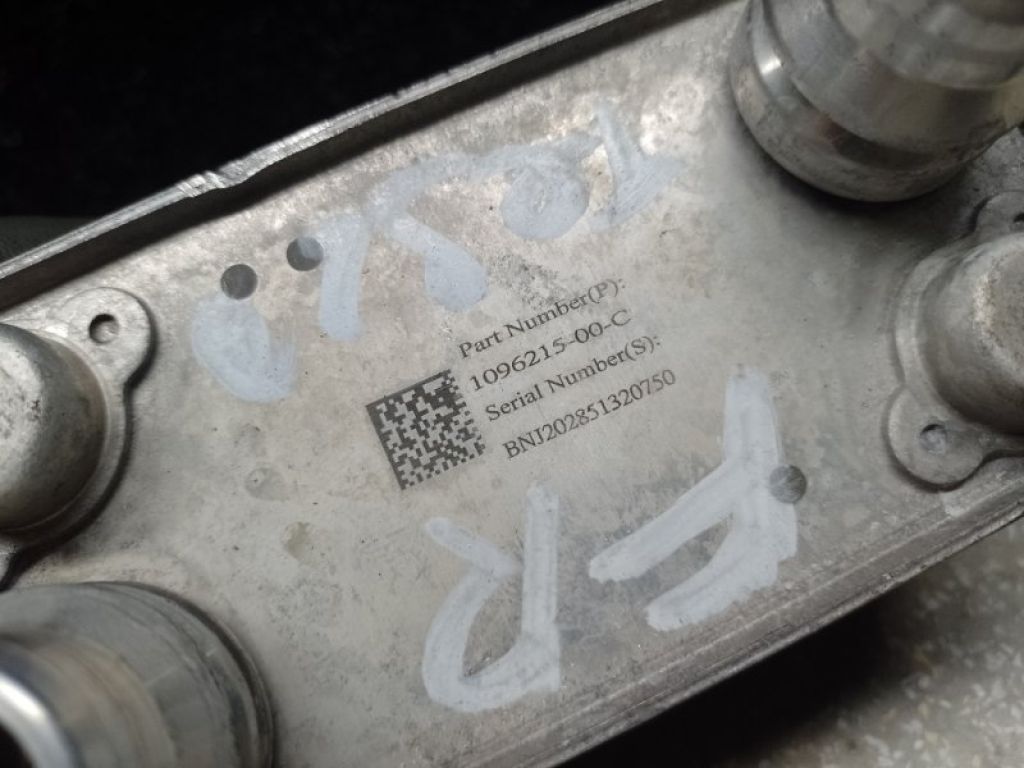 Part Number(P):
1096215-00-C
Serial Number(S):
BNJ202851320750
FR